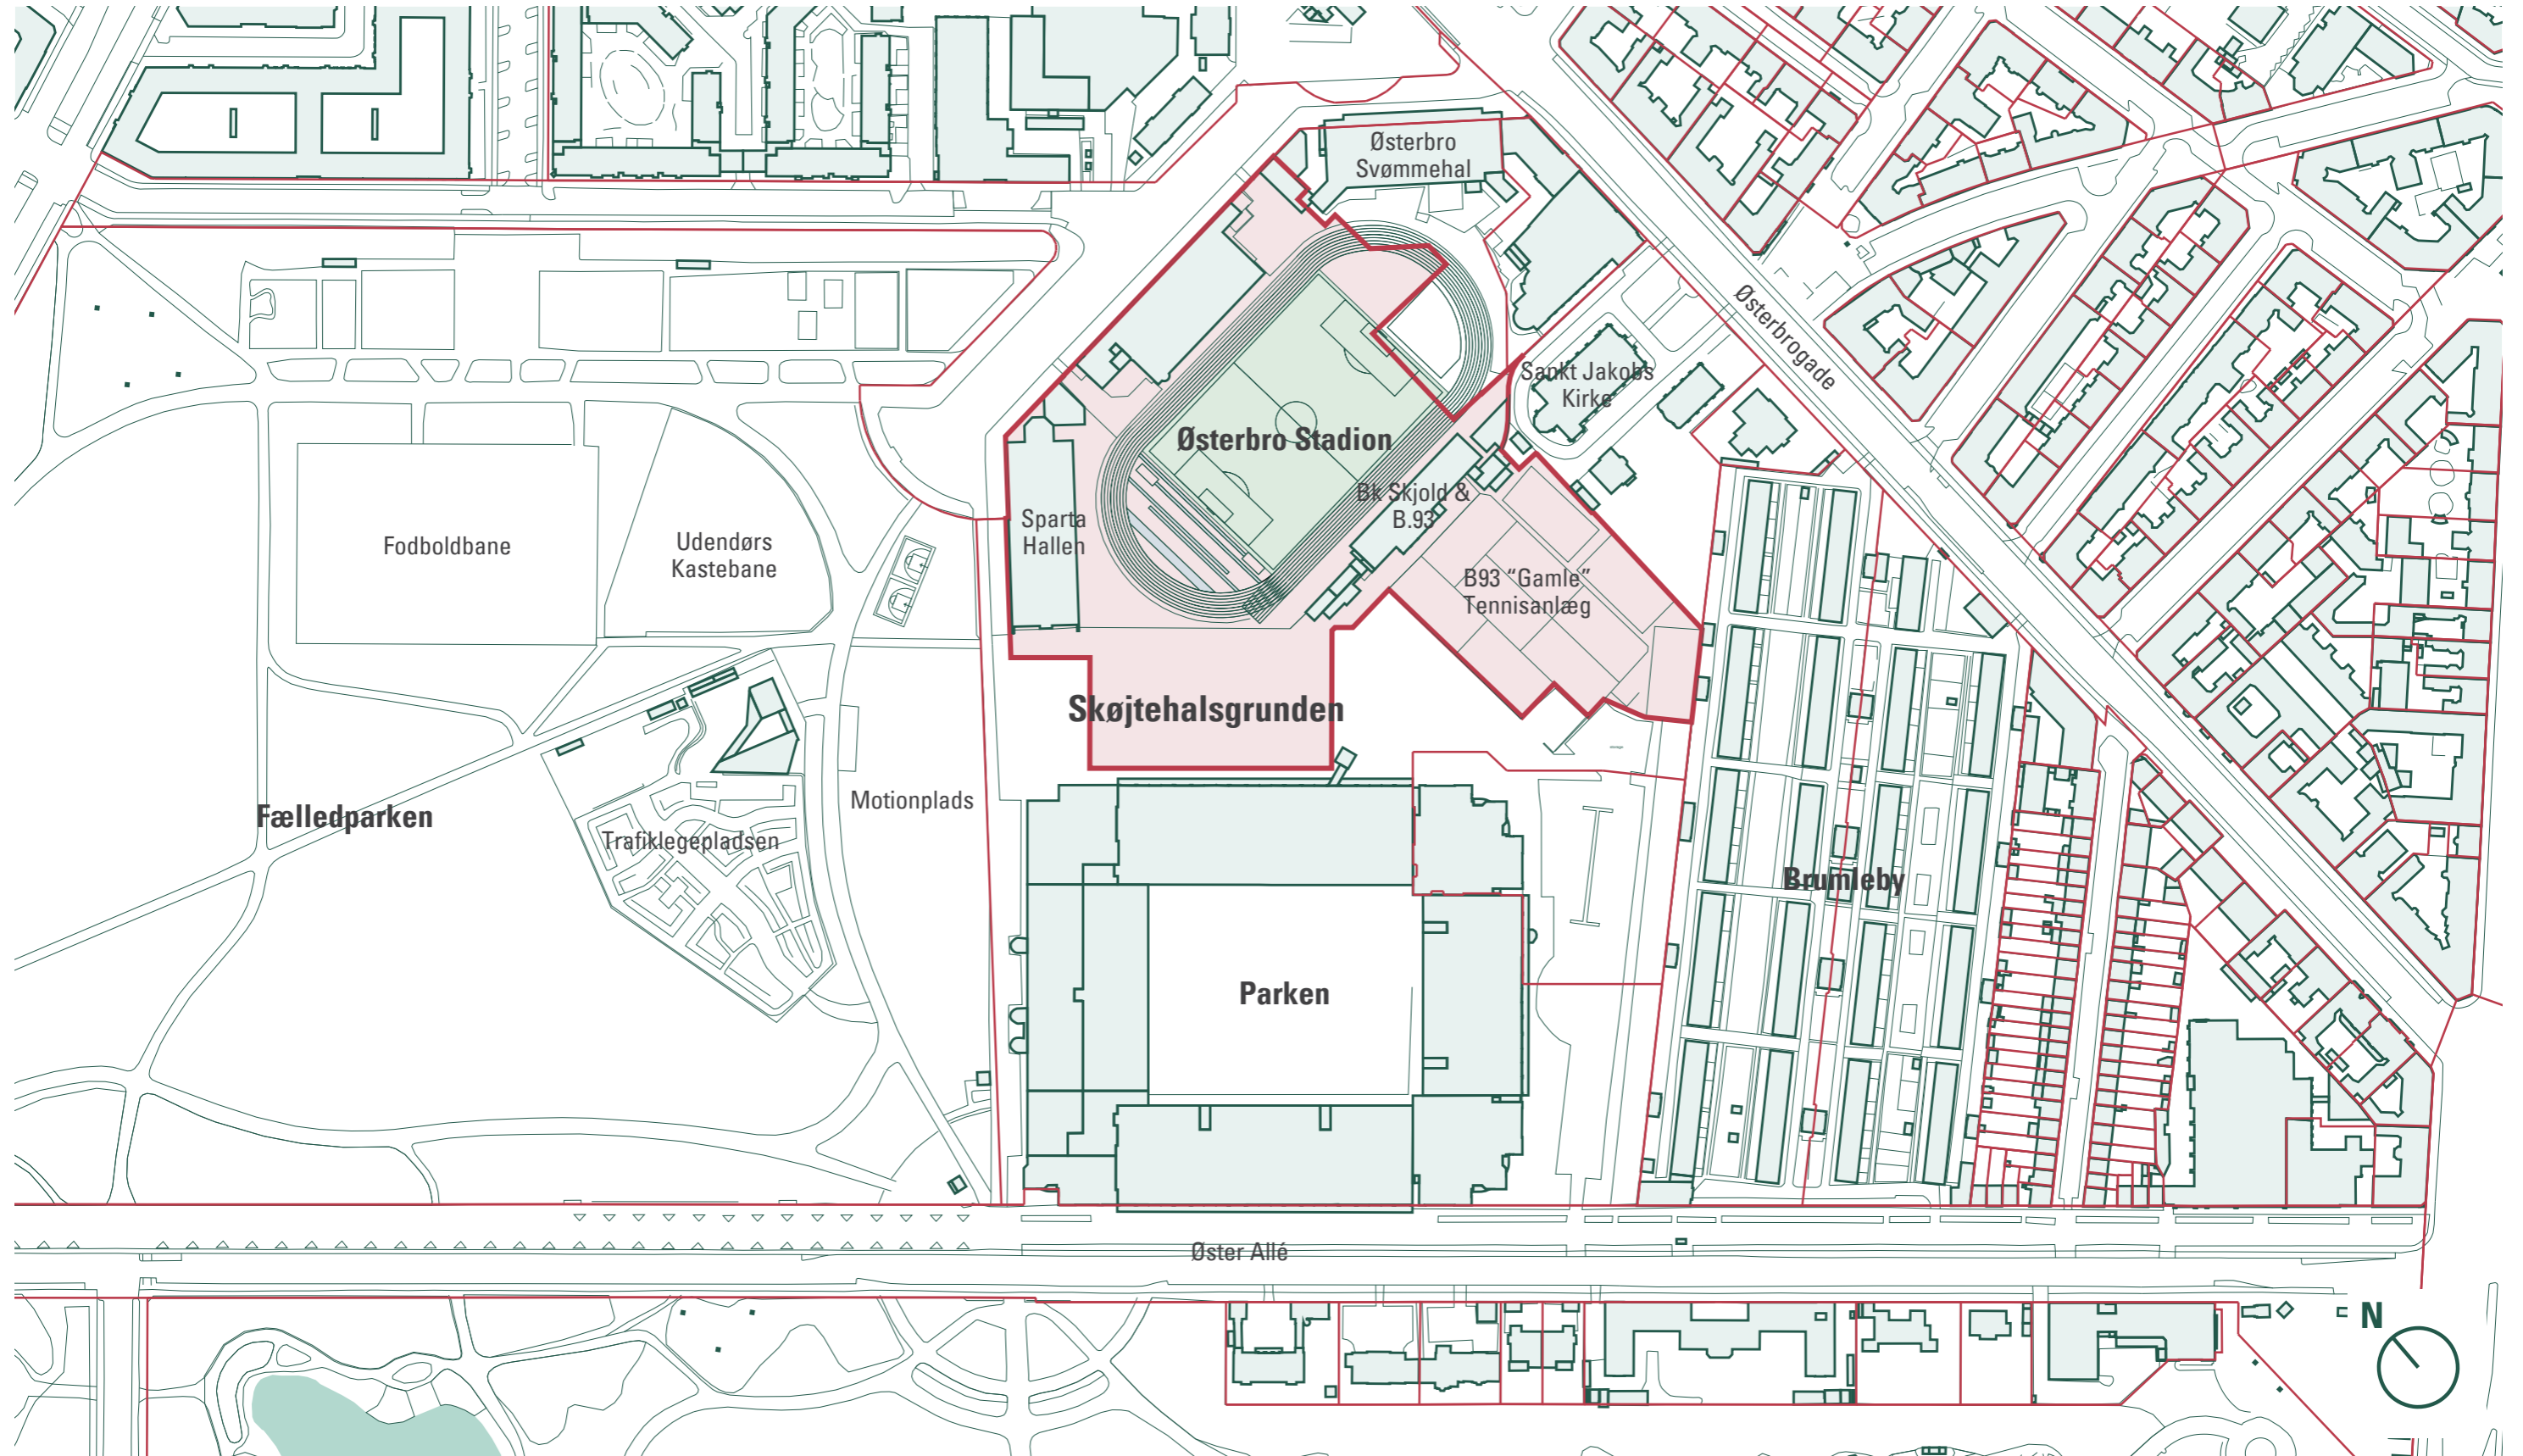 Østerbro
Svømmehal
Østerbrogade
Sankt Jakobs
Kirke
Østerbro Stadion
Bk Skjold &
B.93
Sparta
Hallen
Fodboldbane
Udendørs
Kastebane
B93 “Gamle”
Tennisanlæg
Skøjtehalsgrunden
Motionplads
Fælledparken
Trafiklegepladsen
Brumleby
Parken
Øster Allé
N